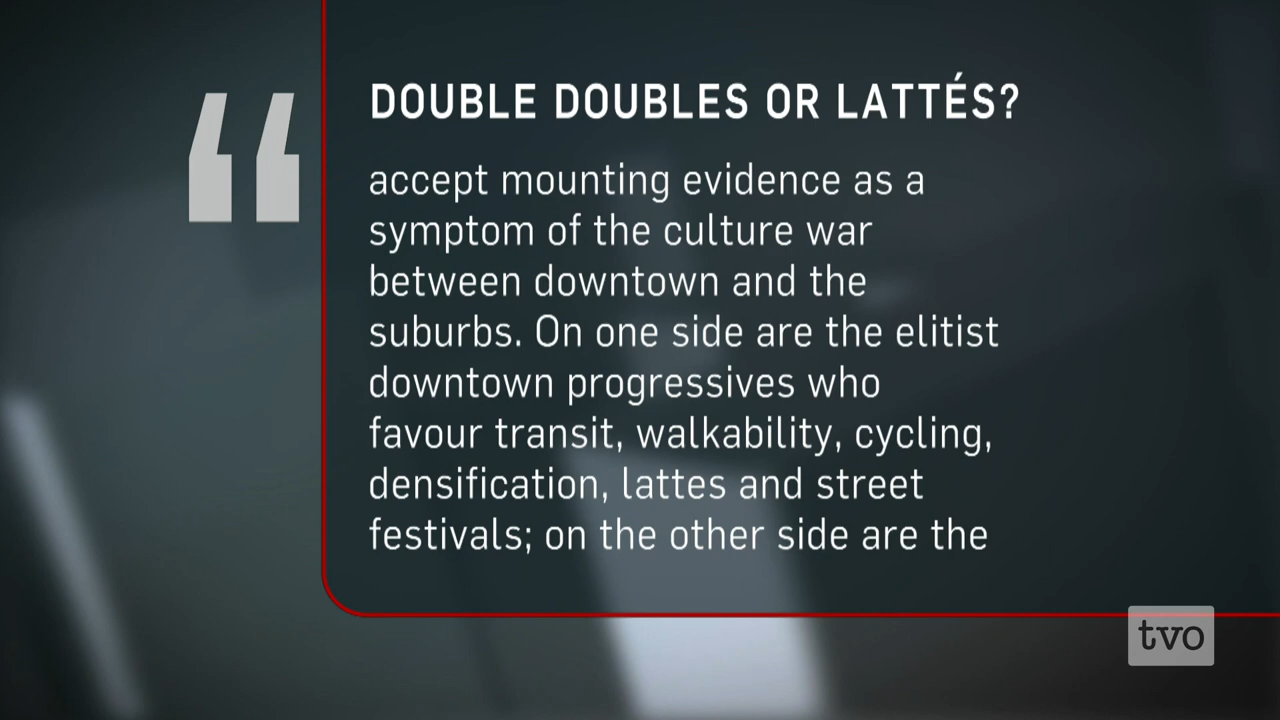 “
DOUBLE DOUBLES OR LATTÉS?
accept mounting evidence as a
symptom of the culture war
between downtown and the
suburbs. On one side are the elitist
downtown progressives who
favour transit, walkability, cycling,
densification, lattes and street
festivals; on the other side are the
tvo